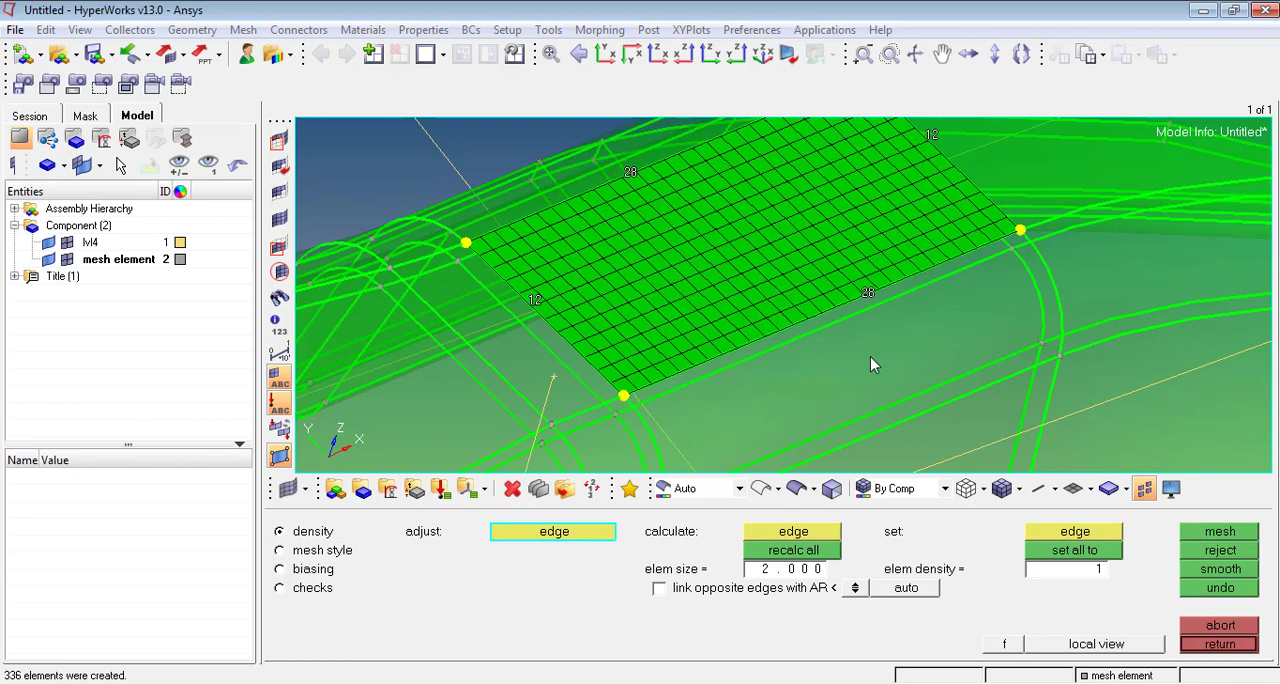 Untitled - HyperWorks v13.0 - Ansys
File Edit View Collectors Geometry Mesh Connectors Materials Properties BCs Setup Tools Morphing Post XYPlots Preferences Applications Help
PPT
Session Mask Model
1 of 1
Entities ID
Assembly Hierarchy
Component (2)
lvl4 1
mesh element 2
Title (1)
Name Value
123
ABC
ABC
Model Info: Untitled*
12
28
12
28
Y Z X
Auto
By Comp
density
mesh style
biasing
checks
adjust: edge
calculate: edge
recalc all
elem size = 2.000
link opposite edges with AR < auto
set: edge
set all to
elem density = 1
mesh
reject
smooth
undo
abort
return
f local view
336 elements were created.
mesh element